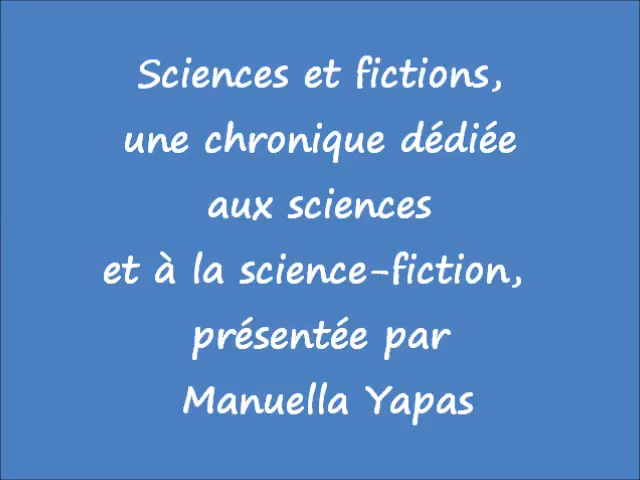 Sciences et fictions,
une chronique dédiée
aux sciences
et à la science-fiction,
présentée par
Manuella Yapas